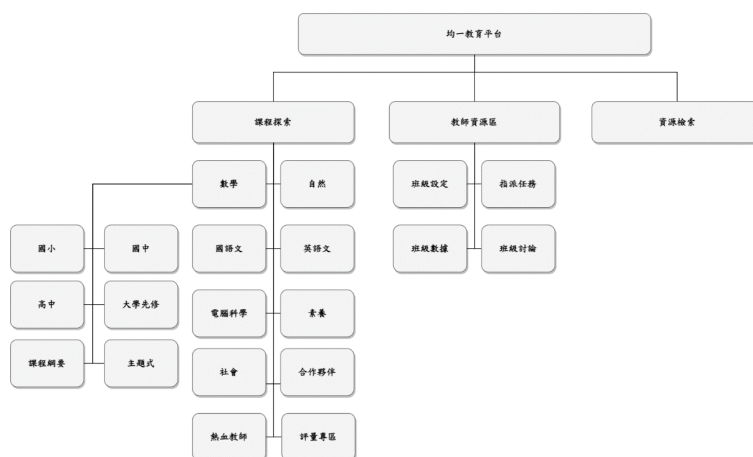 均一教育平台
課程探索
教師資源區
資源檢索
數學
自然
班級設定
指派任務
國小
國中
國語文
英語文
班級數據
班級討論
高中
大學先修
電腦科學
素養
課程綱要
主題式
社會
合作夥伴
熱血教師
評量專區